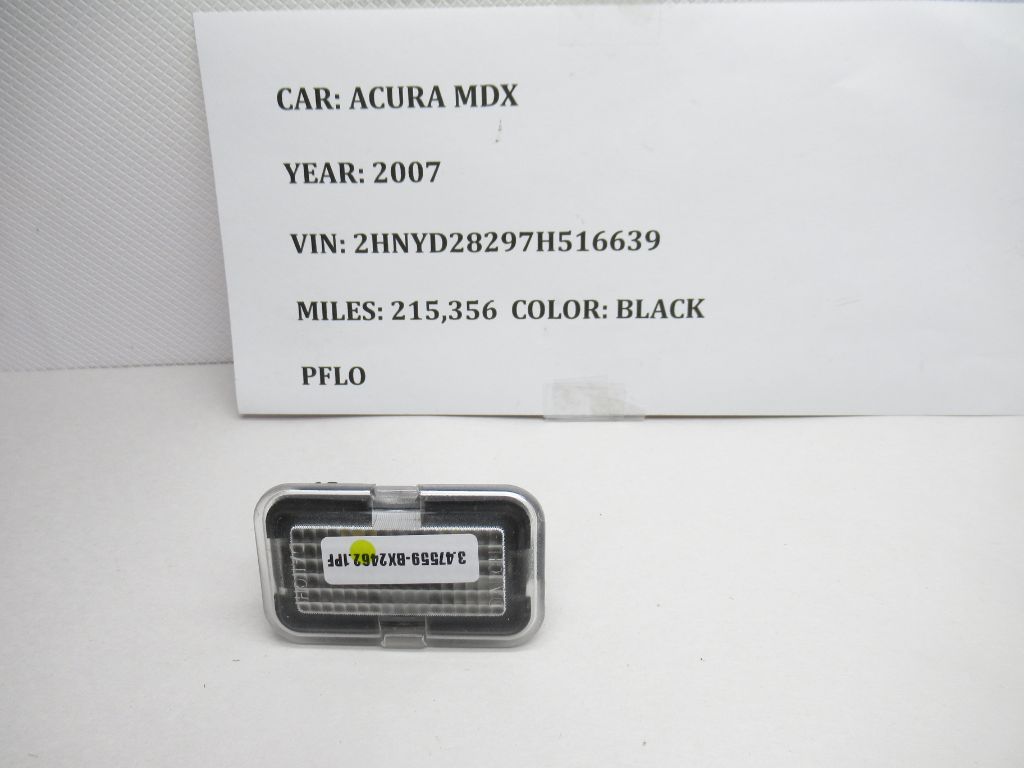 CAR: ACURA MDX
YEAR: 2007
VIN: 2HNYD28297H516639
MILES: 215,356 COLOR: BLACK
PFLO
3.47559-BX2462.1PF